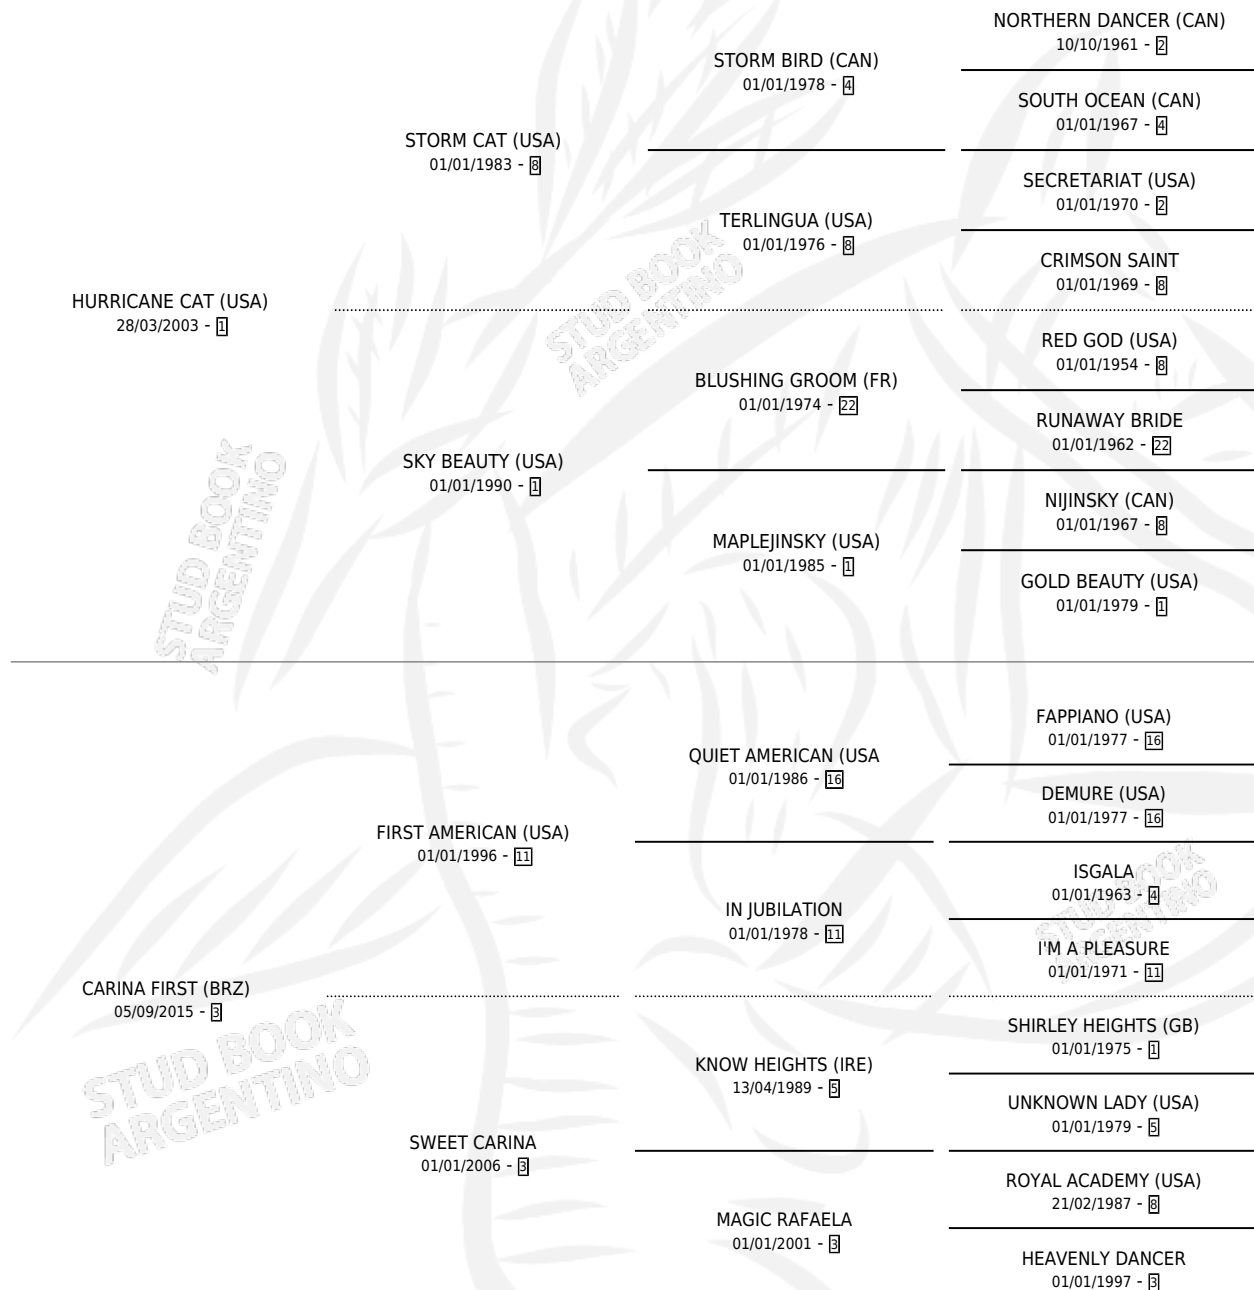 NORTHERN DANCER (CAN)
10/10/1961 - 2
STORM BIRD (CAN)
01/01/1978 - 4
SOUTH OCEAN (CAN)
01/01/1967 - 4
STORM CAT (USA)
01/01/1983 - 8
SECRETARIAT (USA)
01/01/1970 - 2
TERLINGUA (USA)
01/01/1976 - 8
CRIMSON SAINT
01/01/1969 - 8
HURRICANE CAT (USA)
28/03/2003 - 1
RED GOD (USA)
01/01/1954 - 8
BLUSHING GROOM (FR)
01/01/1974 - 22
RUNAWAY BRIDE
01/01/1962 - 22
SKY BEAUTY (USA)
01/01/1990 - 1
NIJINSKY (CAN)
01/01/1967 - 8
MAPLEJINSKY (USA)
01/01/1985 - 1
GOLD BEAUTY (USA)
01/01/1979 - 1
FAPPIANO (USA)
01/01/1977 - 16
QUIET AMERICAN (USA
01/01/1986 - 16
DEMURE (USA)
01/01/1977 - 16
FIRST AMERICAN (USA)
01/01/1996 - 11
ISGALA
01/01/1963 - 4
IN JUBILATION
01/01/1978 - 11
I'M A PLEASURE
01/01/1971 - 11
CARINA FIRST (BRZ)
05/09/2015 - 3
SHIRLEY HEIGHTS (GB)
01/01/1975 - 1
KNOW HEIGHTS (IRE)
13/04/1989 - 5
UNKNOWN LADY (USA)
01/01/1979 - 5
SWEET CARINA
01/01/2006 - 3
ROYAL ACADEMY (USA)
21/02/1987 - 8
MAGIC RAFAELA
01/01/2001 - 3
HEAVENLY DANCER
01/01/1997 - 3
STUD BOOK
ARGENTINO
STUD BOOK
ARGENTINO
STUD BOOK
ARGENTINO
STUD BOOK
ARGENTINO